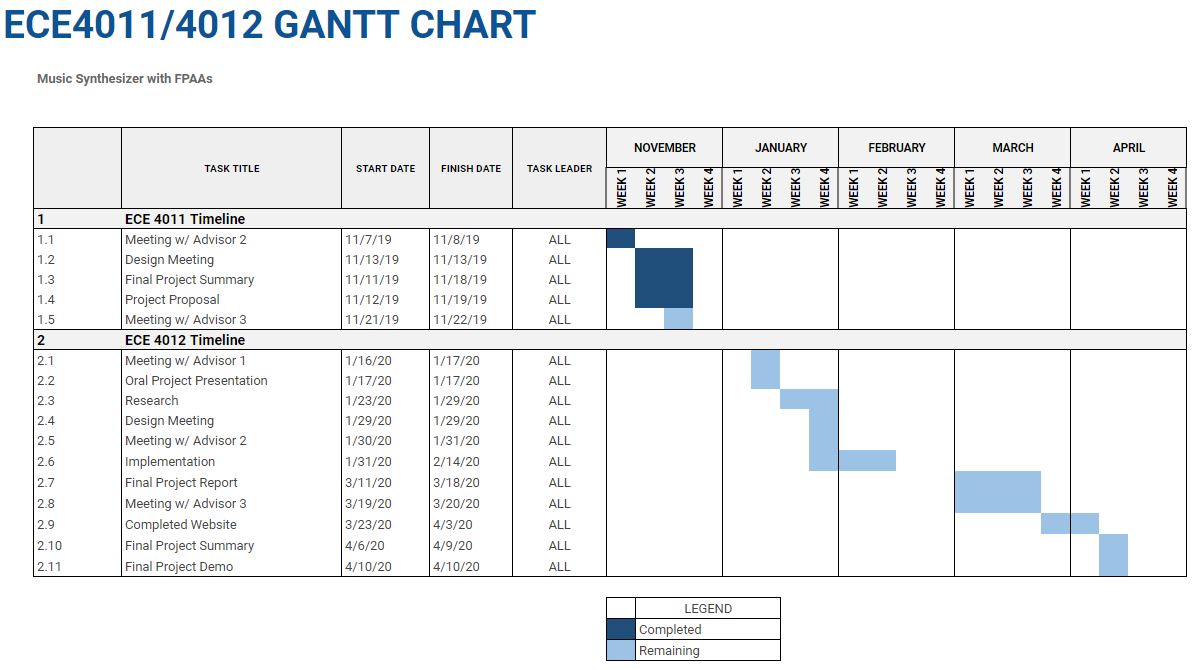 ECE4011/4012 GANTT CHART
Music Synthesizer with FPAAs
TASK TITLE START DATE FINISH DATE TASK LEADER NOVEMBER JANUARY FEBRUARY MARCH APRIL
WEEK 1 WEEK 2 WEEK 3 WEEK 4 WEEK 1 WEEK 2 WEEK 3 WEEK 4 WEEK 1 WEEK 2 WEEK 3 WEEK 4 WEEK 1 WEEK 2 WEEK 3 WEEK 4 WEEK 1 WEEK 2 WEEK 3 WEEK 4
1 ECE 4011 Timeline
1.1 Meeting w/ Advisor 2 11/7/19 11/8/19 ALL
1.2 Design Meeting 11/13/19 11/13/19 ALL
1.3 Final Project Summary 11/11/19 11/18/19 ALL
1.4 Project Proposal 11/12/19 11/19/19 ALL
1.5 Meeting w/ Advisor 3 11/21/19 11/22/19 ALL
2 ECE 4012 Timeline
2.1 Meeting w/ Advisor 1 1/16/20 1/17/20 ALL
2.2 Oral Project Presentation 1/17/20 1/17/20 ALL
2.3 Research 1/23/20 1/29/20 ALL
2.4 Design Meeting 1/29/20 1/29/20 ALL
2.5 Meeting w/ Advisor 2 1/30/20 1/31/20 ALL
2.6 Implementation 1/31/20 2/14/20 ALL
2.7 Final Project Report 3/11/20 3/18/20 ALL
2.8 Meeting w/ Advisor 3 3/19/20 3/20/20 ALL
2.9 Completed Website 3/23/20 4/3/20 ALL
2.10 Final Project Summary 4/6/20 4/9/20 ALL
2.11 Final Project Demo 4/10/20 4/10/20 ALL
LEGEND
Completed
Remaining